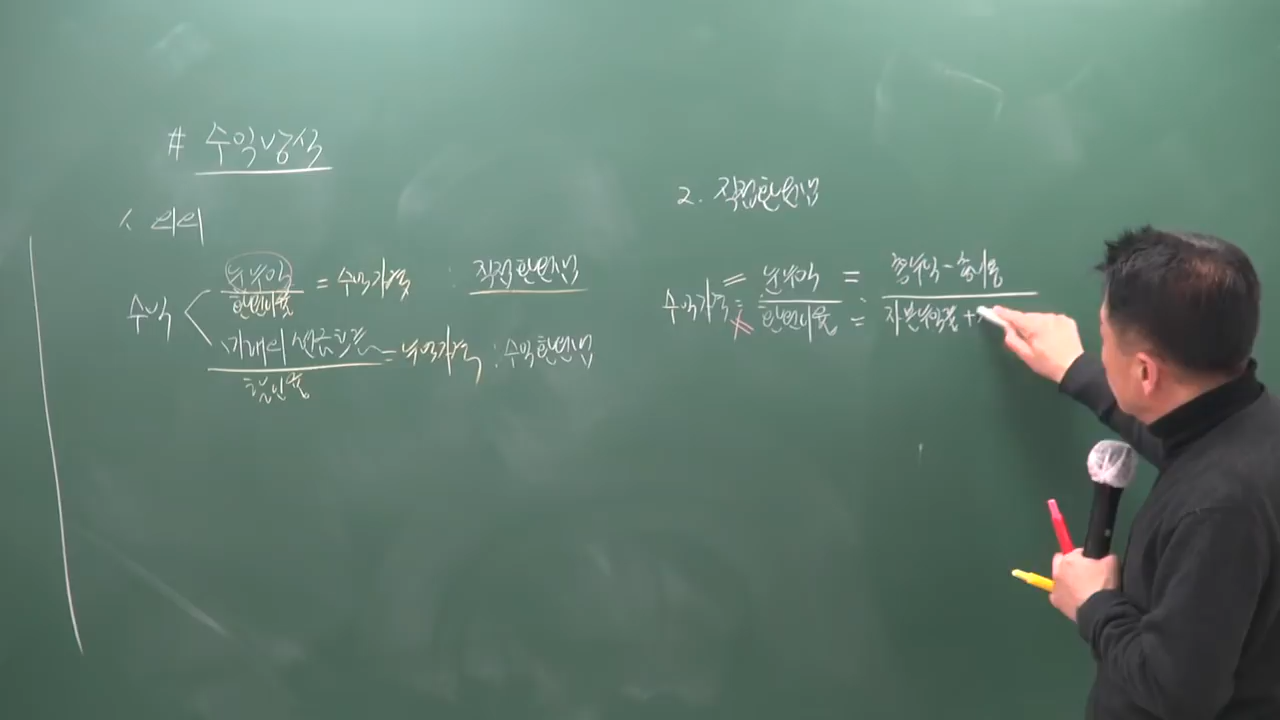 # 수익방식
1. 의의
수익 < 순수익 / 환원이율 = 수익가격 : 직접환원법
미래의 현금흐름 / 할인율 = 수익가격 : 수익환원법
2. 직접환원법
수익가격 = 순수익 / 환원이율 = 총수익-총비용 / 자본수익률+